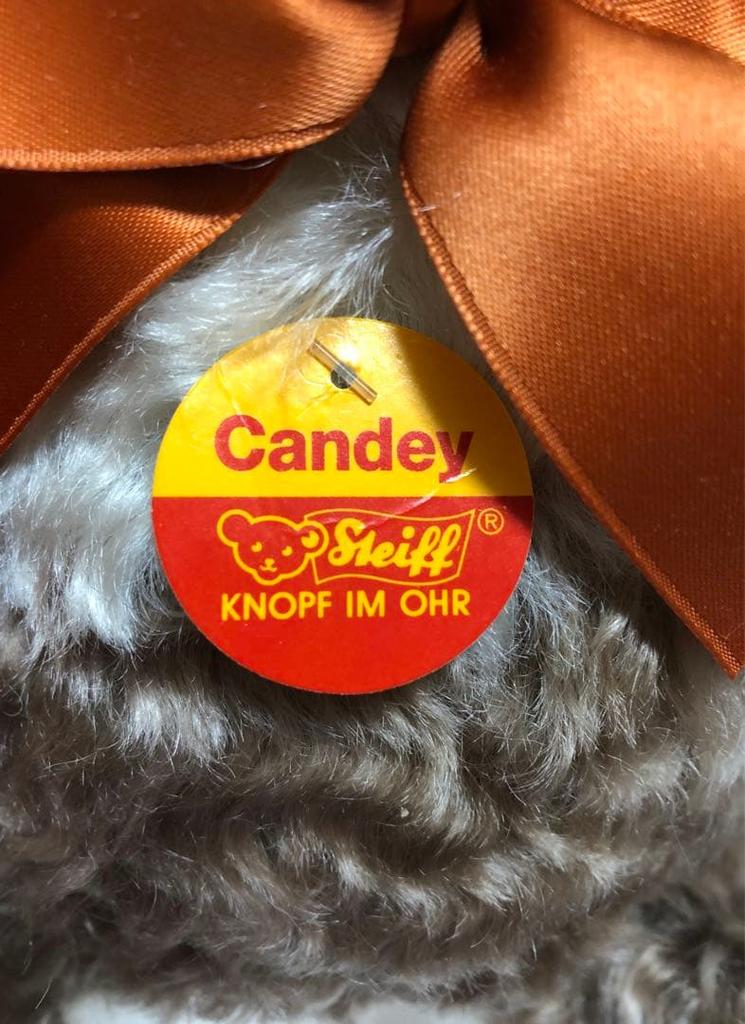 Candey
Steiff ®
KNOPF IM OHR